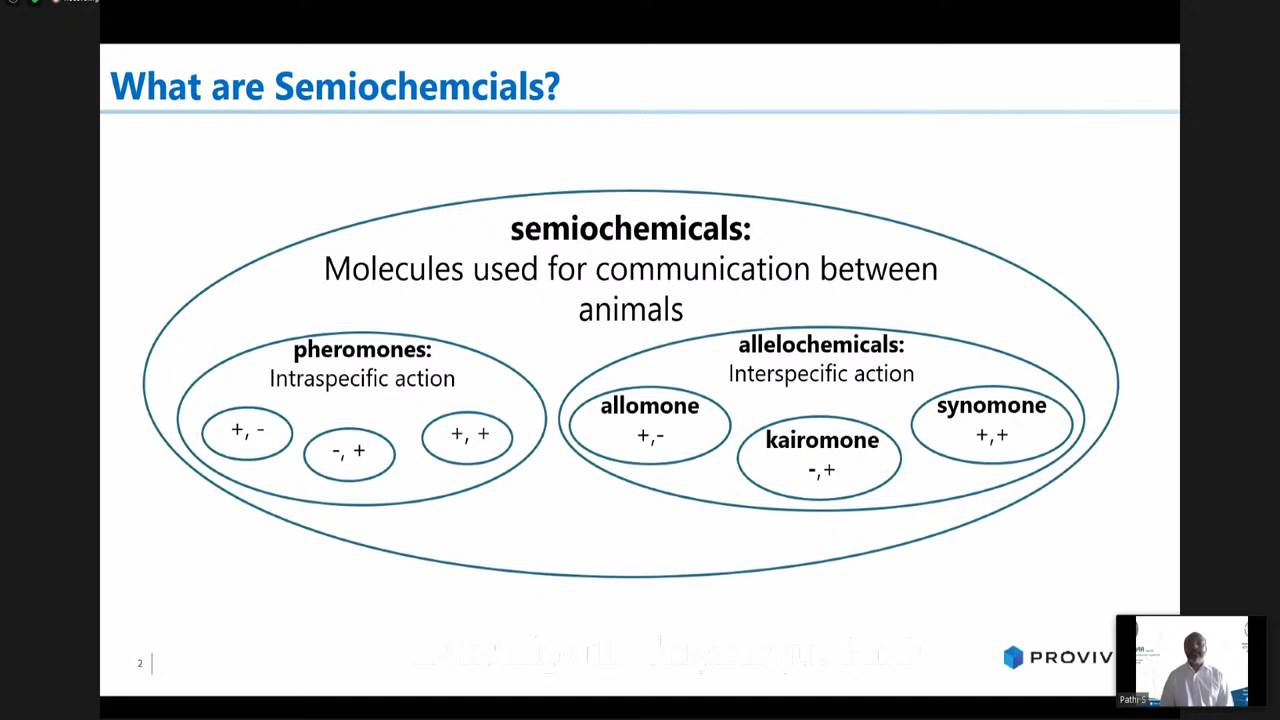 What are Semiochemcials?
semiochemicals:
Molecules used for communication between
animals
pheromones:
Intraspecific action
+, -
-, +
+, +
allelochemicals:
Interspecific action
allomone
+,-
kairomone
-,+
synomone
+,+
2
PROVIV
Pathi S